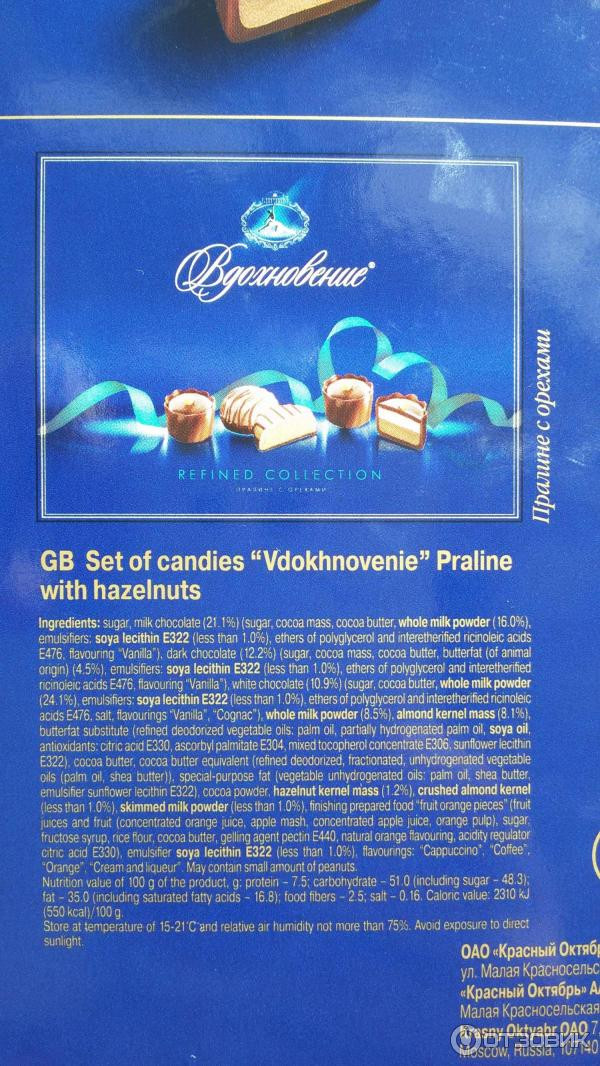 Вдохновение®
REFINED COLLECTION
ПРАЛИНЕ С ОРЕХАМИ
Пралине с орехами
GB Set of candies “Vdokhnovenie” Praline
with hazelnuts
Ingredients: sugar, milk chocolate (21.1%) (sugar, cocoa mass, cocoa butter, whole milk powder (16.0%),
emulsifiers: soya lecithin E322 (less than 1.0%), ethers of polyglycerol and interetherified ricinoleic acids
E476, flavouring “Vanilla”), dark chocolate (12.2%) (sugar, cocoa mass, cocoa butter, butterfat (of animal
origin) (4.5%), emulsifiers: soya lecithin E322 (less than 1.0%), ethers of polyglycerol and interetherified
ricinoleic acids E476, flavouring “Vanilla”), white chocolate (10.9%) (sugar, cocoa butter, whole milk powder
(24.1%), emulsifiers: soya lecithin E322 (less than 1.0%), ethers of polyglycerol and interetherified ricinoleic
acids E476, salt, flavourings “Vanilla”, “Cognac”), whole milk powder (8.5%), almond kernel mass (8.1%),
butterfat substitute (refined deodorized vegetable oils: palm oil, partially hydrogenated palm oil, soya oil,
antioxidants: citric acid E330, ascorbyl palmitate E304, mixed tocopherol concentrate E306, sunflower lecithin
E322), cocoa butter, cocoa butter equivalent (refined deodorized, fractionated, unhydrogenated vegetable
oils (palm oil, shea butter)), special-purpose fat (vegetable unhydrogenated oils: palm oil, shea butter,
emulsifier sunflower lecithin E322), cocoa powder, hazelnut kernel mass (1.2%), crushed almond kernel
(less than 1.0%), skimmed milk powder (less than 1.0%), finishing prepared food “fruit orange pieces” (fruit
juices and fruit (concentrated orange juice, apple mash, concentrated apple juice, orange pulp), sugar,
fructose syrup, rice flour, cocoa butter, gelling agent pectin E440, natural orange flavouring, acidity regulator
citric acid E330), emulsifier soya lecithin E322 (less than 1.0%), flavourings: “Cappuccino”, “Coffee”,
“Orange”, “Cream and liqueur”. May contain small amount of peanuts.
Nutrition value of 100 g of the product, g: protein – 7.5; carbohydrate – 51.0 (including sugar – 48.3);
fat – 35.0 (including saturated fatty acids – 16.8); food fibers – 2.5; salt – 0.16. Caloric value: 2310 kJ
(550 kcal)/100 g.
Store at temperature of 15-21°C and relative air humidity not more than 75%. Avoid exposure to direct
sunlight.
ОАО «Красный Октябр
ул. Малая Красносельс
«Красный Октябрь» А
Малая Красносельская
Krasny Oktyabr OAO 7,
Moscow, Russia, 107140
ОТЗОВИК